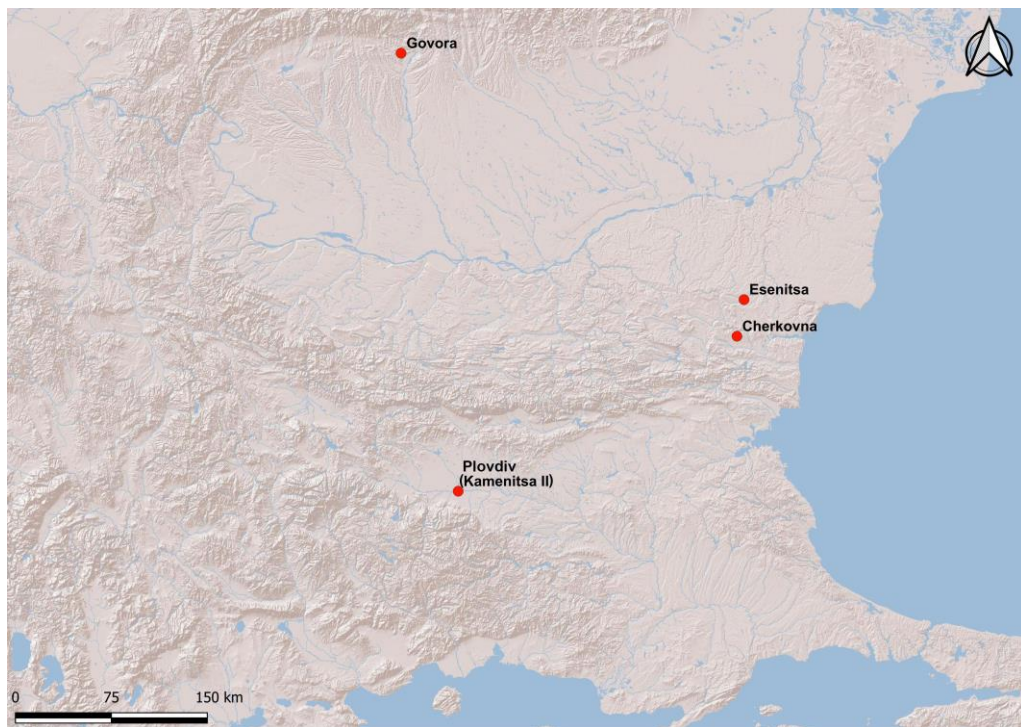 Govora
Esenitsa
Cherkovna
Plovdiv
(Kamenitsa II)
0 75 150 km